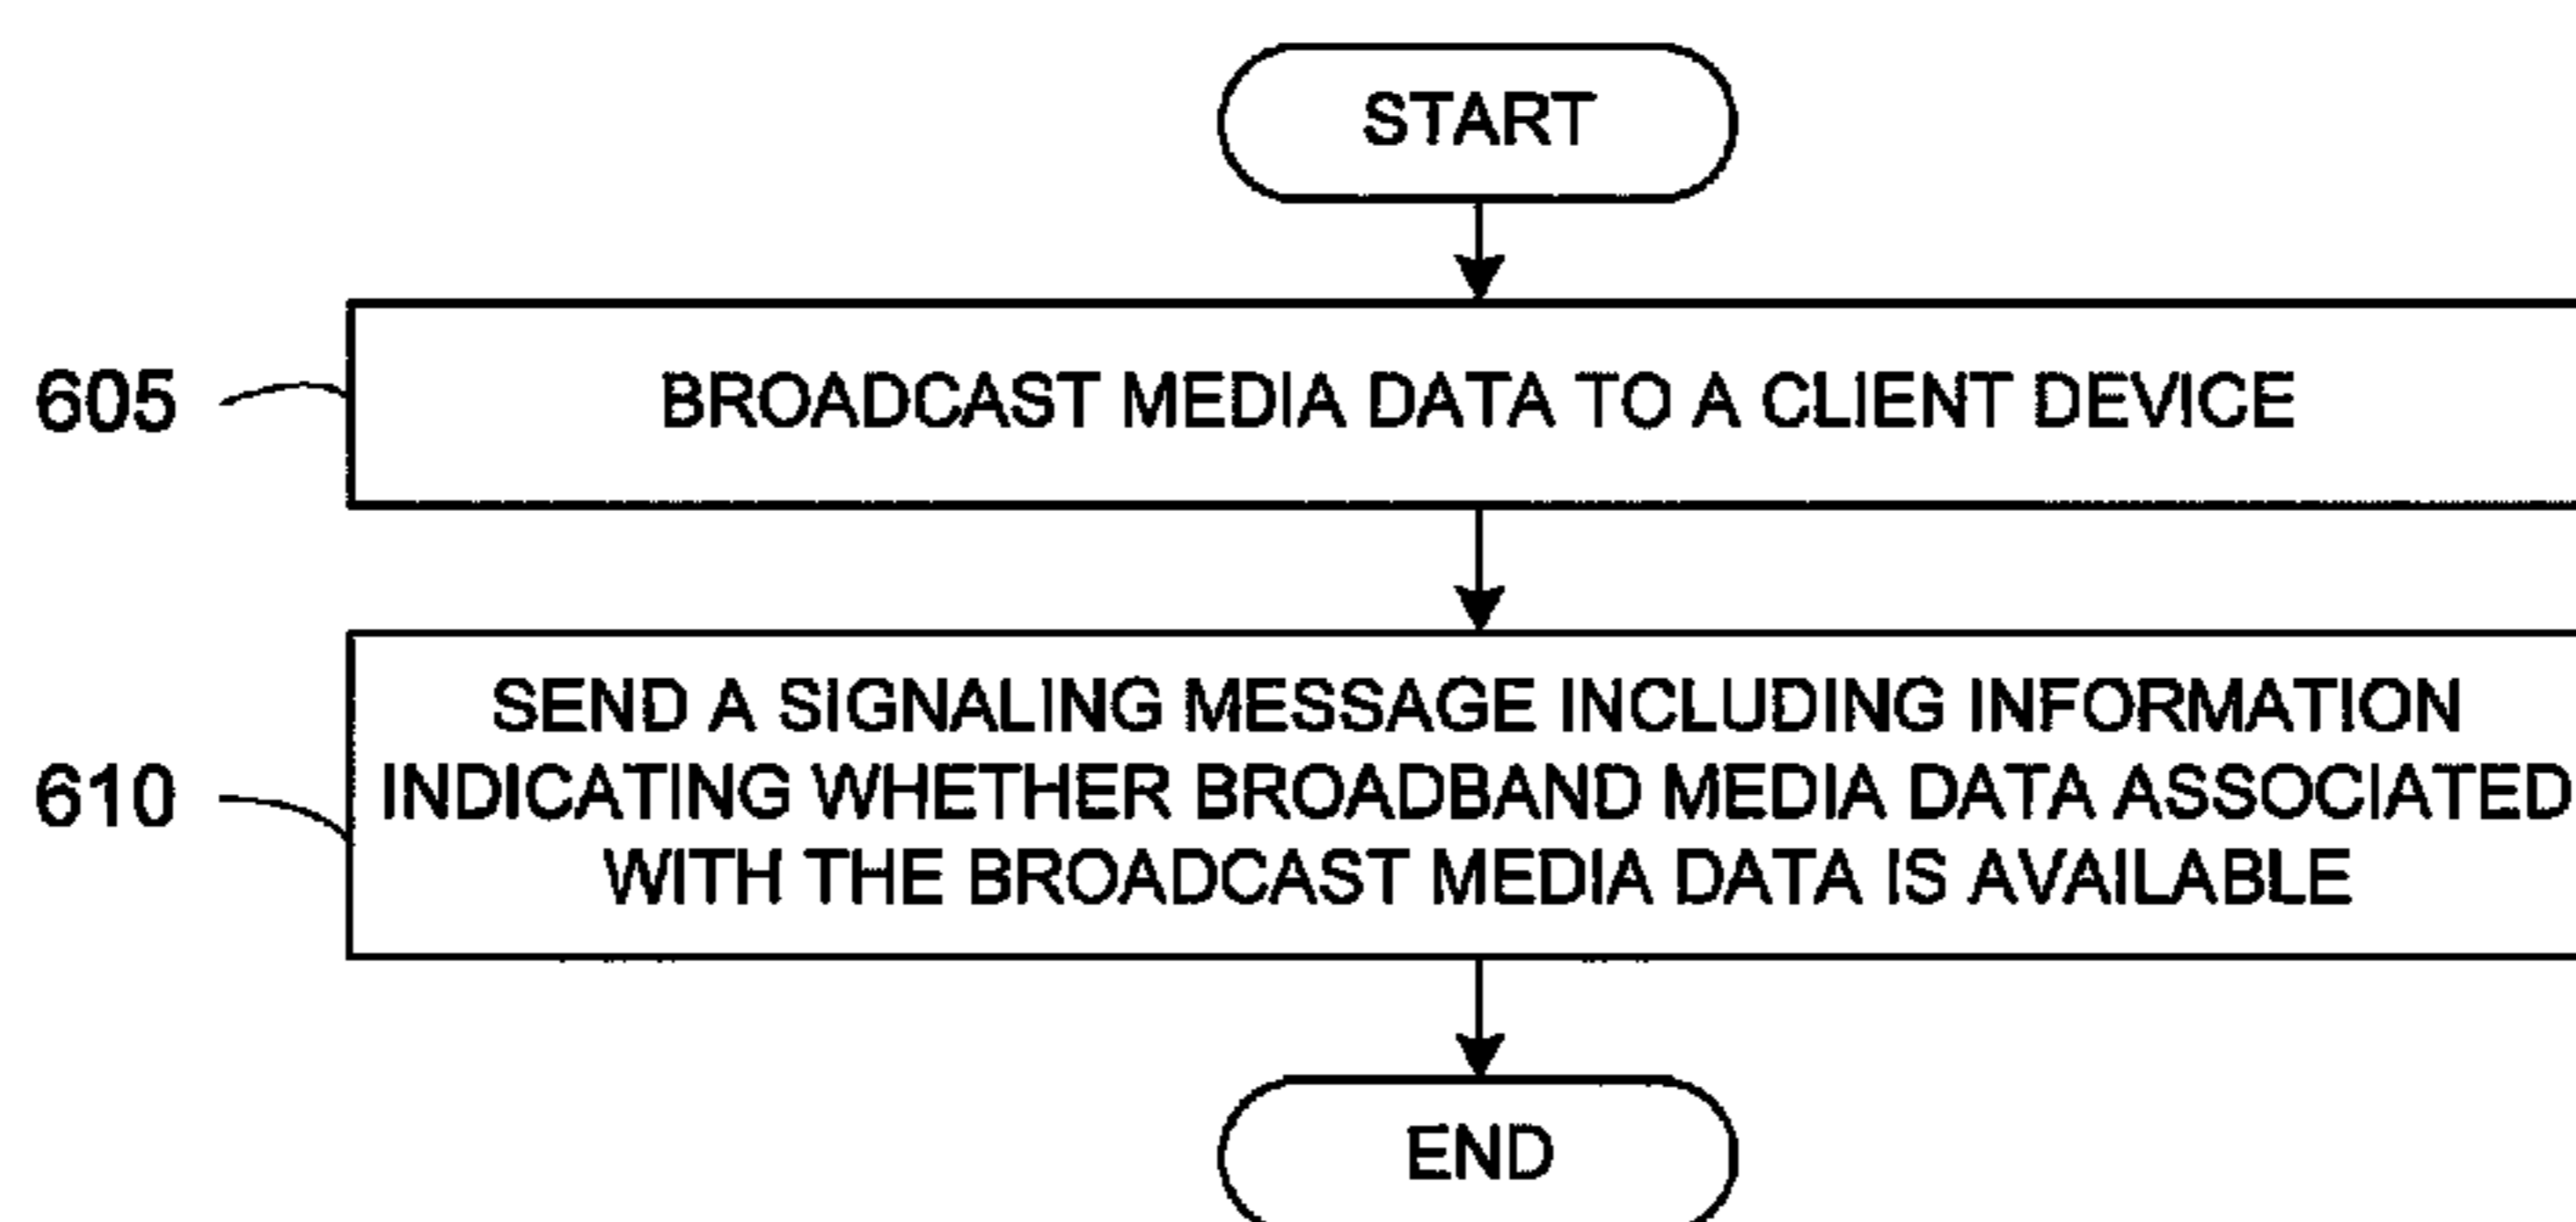 START
605
BROADCAST MEDIA DATA TO A CLIENT DEVICE
610
SEND A SIGNALING MESSAGE INCLUDING INFORMATION
INDICATING WHETHER BROADBAND MEDIA DATA ASSOCIATED
WITH THE BROADCAST MEDIA DATA IS AVAILABLE
END